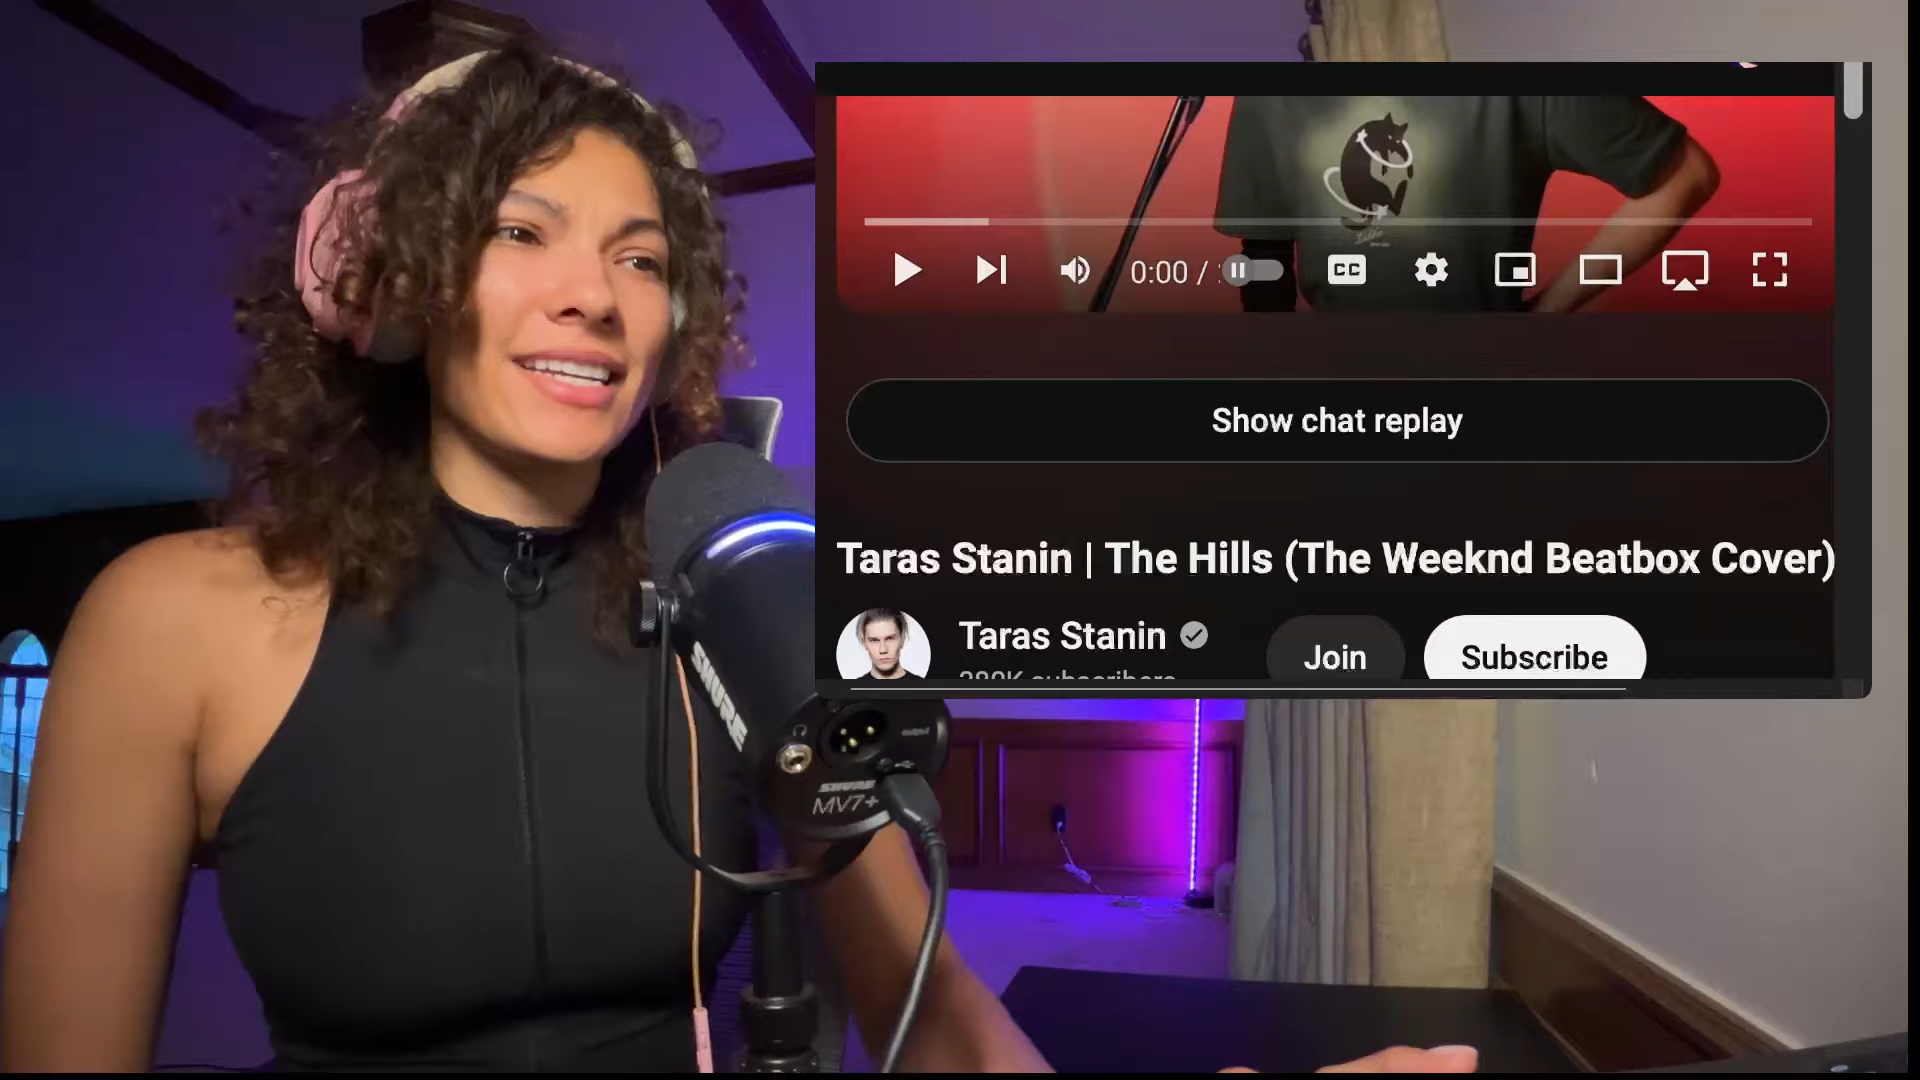 0:00 /
CC
Show chat replay
Taras Stanin | The Hills (The Weeknd Beatbox Cover)
Taras Stanin
Join
Subscribe
SHURE
output
SHURE
MV7+